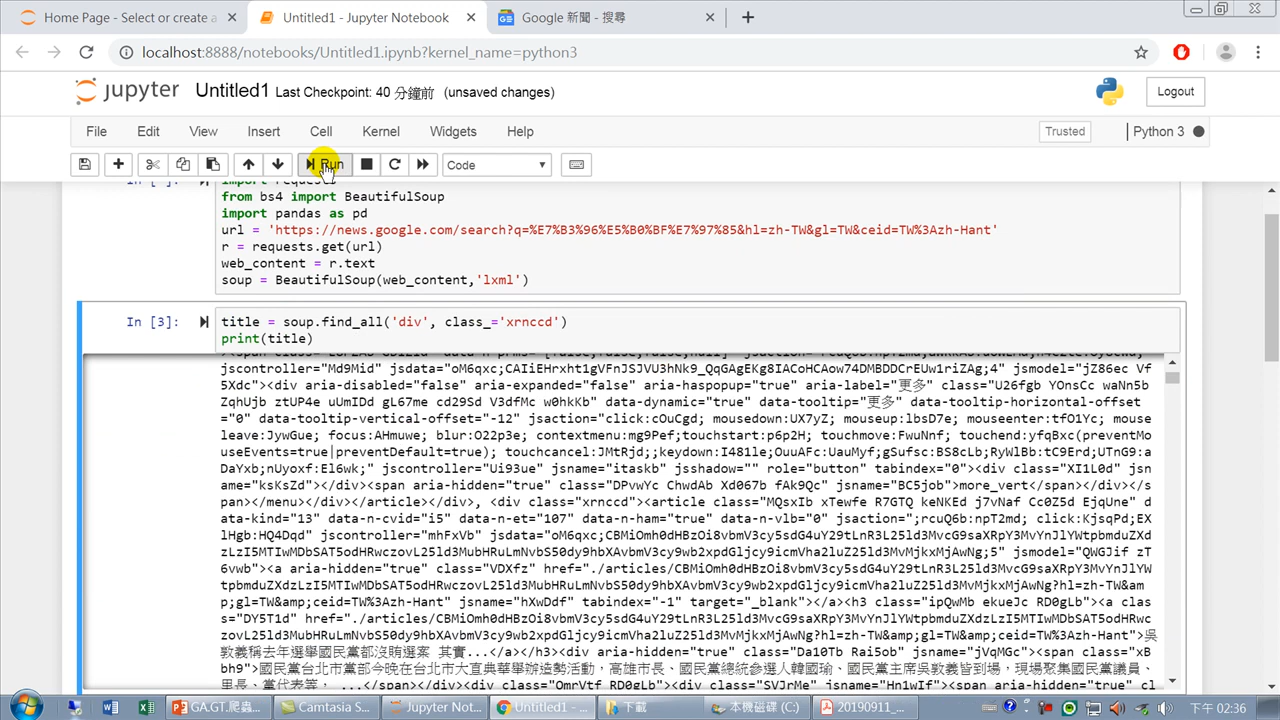 Home Page - Select or create a
Untitled1 - Jupyter Notebook
Google 新聞 - 搜尋
localhost:8888/notebooks/Untitled1.ipynb?kernel_name=python3
jupyter Untitled1 Last Checkpoint: 40 分鐘前 (unsaved changes)
Logout
File Edit View Insert Cell Kernel Widgets Help
Trusted
Python 3
Run
Code
import requests
from bs4 import BeautifulSoup
import pandas as pd
url = 'https://news.google.com/search?q=%E7%B3%96%E5%B0%BF%E7%97%85&hl=zh-TW&gl=TW&ceid=TW%3Azh-Hant'
r = requests.get(url)
web_content = r.text
soup = BeautifulSoup(web_content,'lxml')
In [3]:
title = soup.find_all('div', class_='xrnccd')
print(title)
jscontroller="Md9Mid" jsmodel="jZ86ec Vf
5Xdc"><div aria-disabled="false" aria-expanded="false" aria-haspopup="true" aria-label="更多" class="U26fgb YOnsCc waNn5b
ZqhUjb ztUP4e uUmIDd gL67me cd29Sd V3dfMc w0hkKb" data-dynamic="true" data-tooltip="更多" data-tooltip-horizontal-offset
="0" data-tooltip-vertical-offset="-12" jsaction="click:cOuCgd; mousedown:UX7yZ; mouseup:lbsD7e; mouseenter:tfO1Yc; mouse
leave:JywGue; focus:AHmuwe; blur:O22p3e; contextmenu:mg9Pef;touchstart:p6p2H; touchmove:FwuNnf; touchend:yfqBxc(preventMo
useEvents=true|preventDefault=true); touchcancel:JMtRjd;;keydown:I481le;OuuAFc:UauMyf;gSufsc:BS8cLb;RyWlBb:tC9Erd;UTnG9:a
DaYxb;nUyoxf:El6wk;" jscontroller="Ui93ue" jsname="itaskb" jsshadow="" role="button" tabindex="0"><div class="XI1L0d" jsn
ame="ksKsZd"></div><span aria-hidden="true" class="DPvwYc ChwdAb Xd067b fAk9Qc" jsname="BC5job">more_vert</span></div></s
pan></menu></div></article></div>, <div class="xrnccd"><article class="MQsxIb xTewfe R7GTQ keNKEd j7vNaf Cc0Z5d EjqUne" d
ata-kind="13" data-n-cvid="i5" data-n-et="107" data-n-ham="true" data-n-vlb="0" jsaction=";rcuQ6b:npT2md; click:KjsqPd;EX
lHgb:HQ4Dqd" jscontroller="mhFxVb"
jsmodel="QWGJif zT
6vwb"><a aria-hidden="true" class="VDXfz"
?hl=zh-TW&am
p;gl=TW&amp;ceid=TW%3Azh-Hant" jsname="hXwDdf" tabindex="-1" target="_blank"></a><h3 class="ipQwMb ekueJc RD0gLb"><a clas
s="DY5T1d"
?hl=zh-TW&amp;gl=TW&amp;ceid=TW%3Azh-Hant">吳
敦義稱去年選舉國民黨都沒賄選案 其實...</a></h3><div class="Da10Tb Rai5ob" jsname="jVqMGc"><span class="xB
bh9">國民黨台北市黨部今晚在台北市大直典華舉辦造勢活動，高雄市長、國民黨總統參選人韓國瑜、國民黨主席吳敦義皆到場，現場聚集國民黨議員、
里長、黨代表等， ...</span></div><div class="OmrVtf RD0gLb"><div class="SVJrMe" jsname="Hn1wIf"><span aria-hidden="true" cl
GA.GT.爬蟲...
Camtasia S...
Jupyter Not...
Untitled1 - ...
下載
本機磁碟 (C:)
20190911_...
下午 02:36